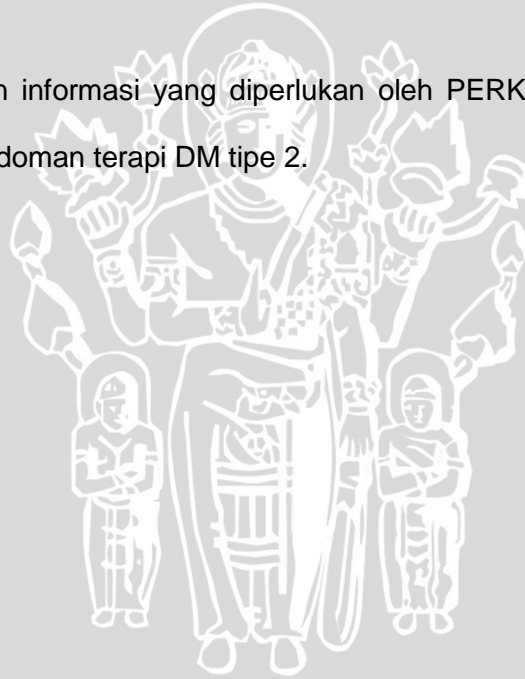 n informasi yang diperlukan oleh PERK
doman terapi DM tipe 2.